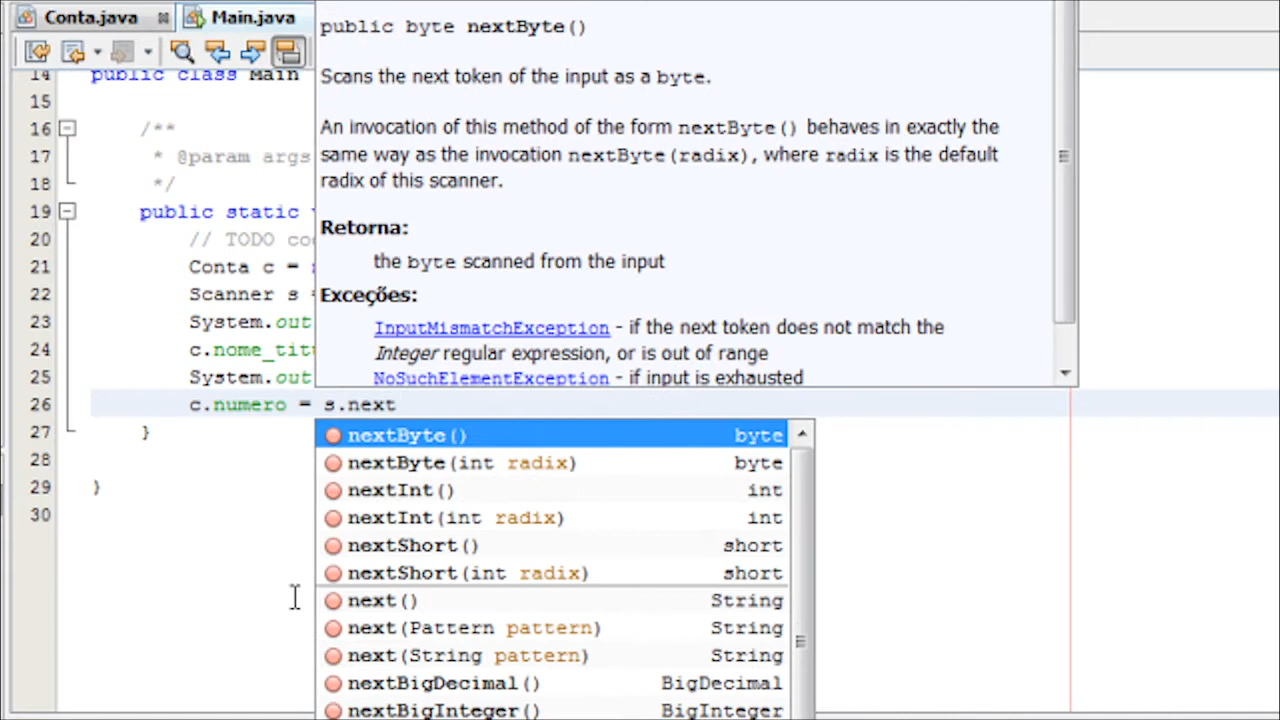 Conta.java Main.java
public byte nextByte()
Scans the next token of the input as a byte.
An invocation of this method of the form nextByte() behaves in exactly the
same way as the invocation nextByte(radix), where radix is the default
radix of this scanner.
Retorna:
the byte scanned from the input
Exceções:
InputMismatchException - if the next token does not match the
Integer regular expression, or is out of range
NoSuchElementException - if input is exhausted
14 public class Main
15
16 /**
17 * @param args
18 */
19 public static
20 // TODO co
21 Conta c =
22 Scanner s
23 System.out
24 c.nome_tit
25 System.out
26 c.numero = s.next
27 }
28
29 }
30
nextByte() byte
nextByte(int radix) byte
nextInt() int
nextInt(int radix) int
nextShort() short
nextShort(int radix) short
next() String
next(Pattern pattern) String
next(String pattern) String
nextBigDecimal() BigDecimal
nextBigInteger() BigInteger